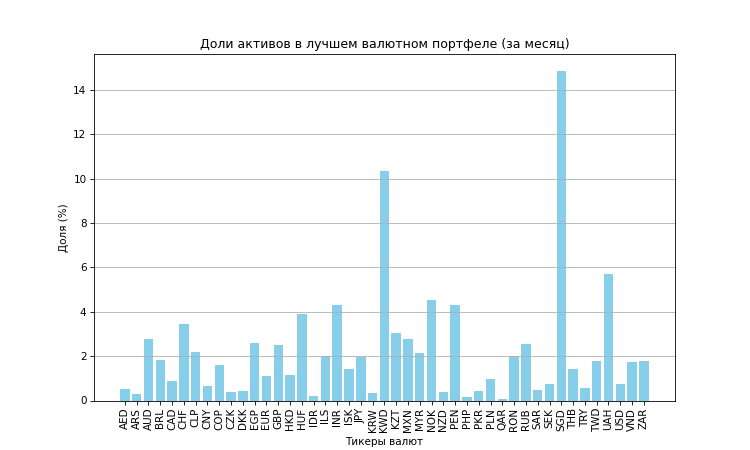 Доли активов в лучшем валютном портфеле (за месяц)
Доля (%)
14
12
10
8
6
4
2
0
AED ARS AUD BRL CAD CHF CLP CNY COP CZK DKK EGP EUR GBP HKD HUF IDR ILS INR ISK JPY KRW KWD KZT MXN MYR NOK NZD PEN PHP PKR PLN QAR RON RUB SAR SEK SGD THB TRY TWD UAH USD VND ZAR
Тикеры валют